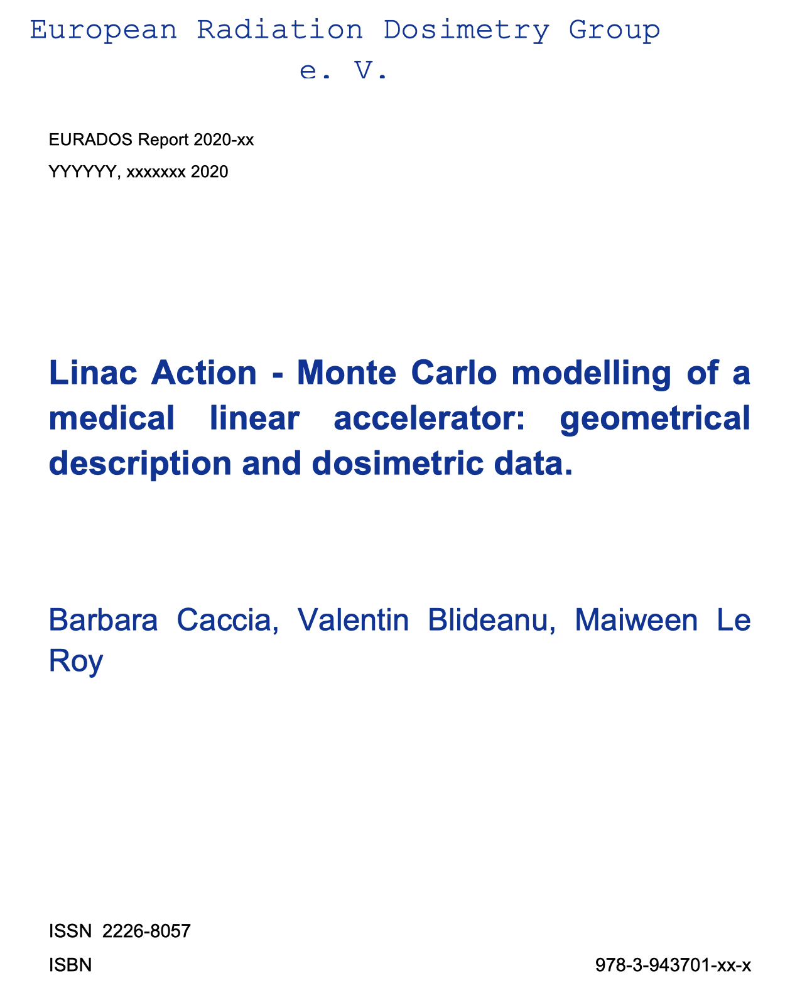 European Radiation Dosimetry Group
e. V.
EURADOS Report 2020-xx
YYYYYY, xxxxxxx 2020
Linac Action - Monte Carlo modelling of a
medical linear accelerator: geometrical
description and dosimetric data.
Barbara Caccia, Valentin Blideanu, Maiween Le
Roy
ISSN 2226-8057
ISBN 978-3-943701-xx-x